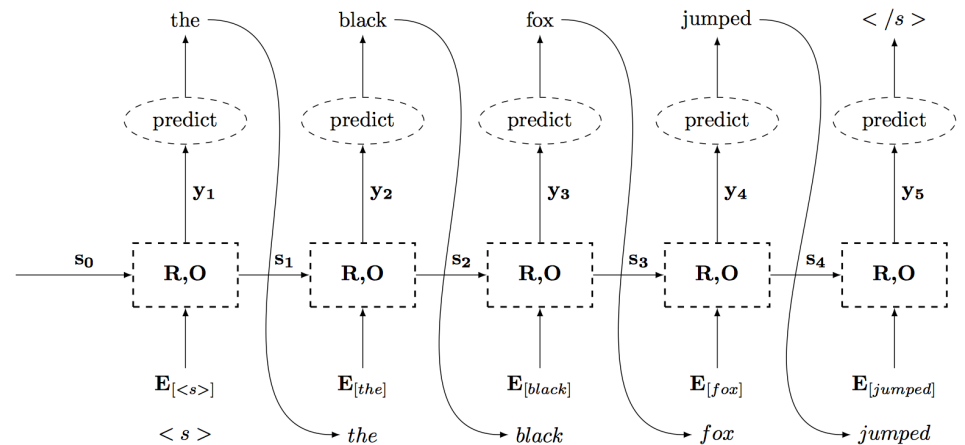 the black fox jumped </s>
predict predict predict predict predict
y1 y2 y3 y4 y5
s0 R,O s1 R,O s2 R,O s3 R,O s4 R,O
E[<s>] E[the] E[black] E[fox] E[jumped]
<s> the black fox jumped